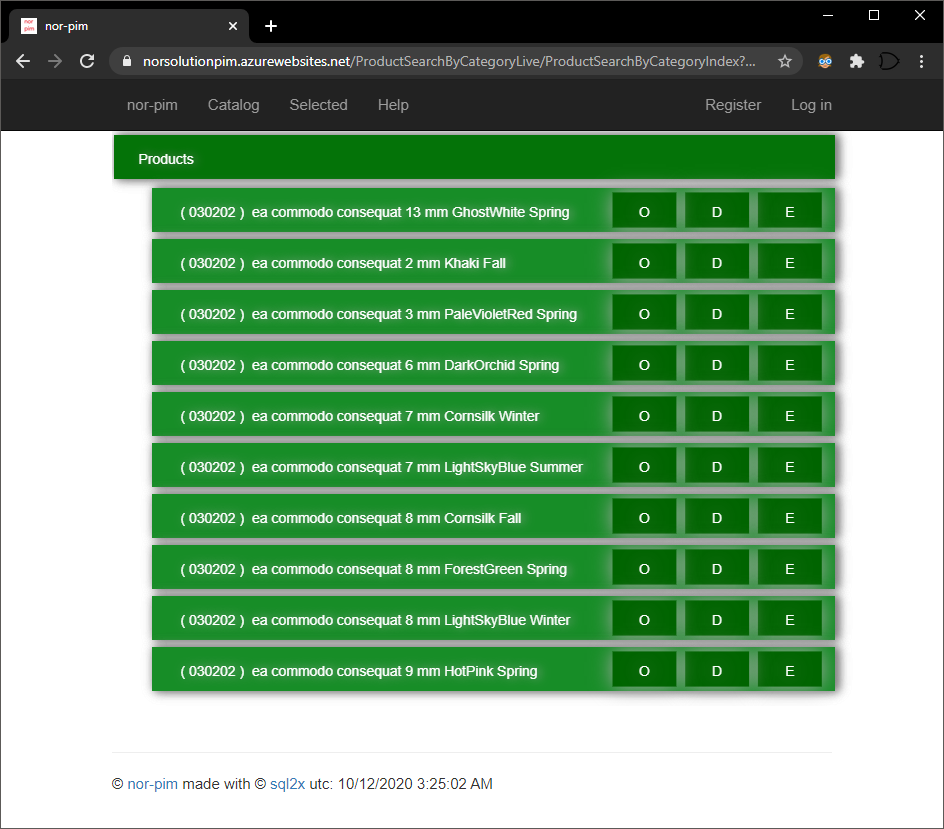 nor-pim
norsolutionpim.azurewebsites.net/ProductSearchByCategoryLive/ProductSearchByCategoryIndex?...
nor-pim Catalog Selected Help Register Log in
Products
( 030202 ) ea commodo consequat 13 mm GhostWhite Spring O D E
( 030202 ) ea commodo consequat 2 mm Khaki Fall O D E
( 030202 ) ea commodo consequat 3 mm PaleVioletRed Spring O D E
( 030202 ) ea commodo consequat 6 mm DarkOrchid Spring O D E
( 030202 ) ea commodo consequat 7 mm Cornsilk Winter O D E
( 030202 ) ea commodo consequat 7 mm LightSkyBlue Summer O D E
( 030202 ) ea commodo consequat 8 mm Cornsilk Fall O D E
( 030202 ) ea commodo consequat 8 mm ForestGreen Spring O D E
( 030202 ) ea commodo consequat 8 mm LightSkyBlue Winter O D E
( 030202 ) ea commodo consequat 9 mm HotPink Spring O D E
© nor-pim made with © sql2x utc: 10/12/2020 3:25:02 AM